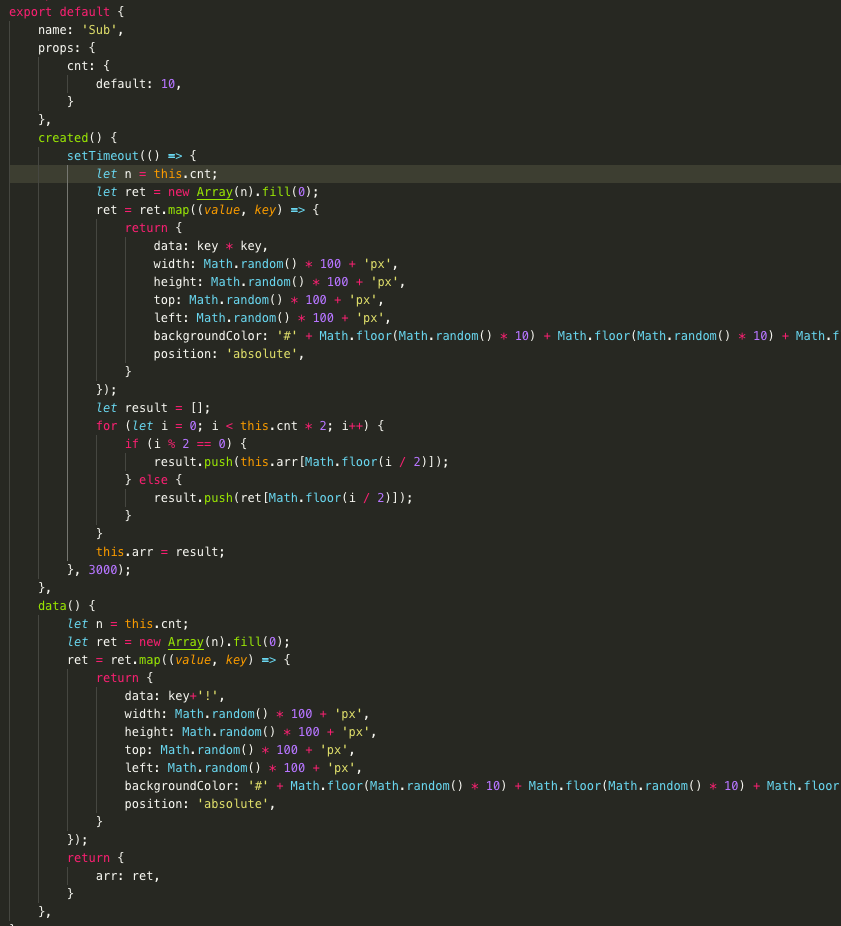 export default {
    name: 'Sub',
    props: {
        cnt: {
            default: 10,
        }
    },
    created() {
        setTimeout(() => {
            let n = this.cnt;
            let ret = new Array(n).fill(0);
            ret = ret.map((value, key) => {
                return {
                    data: key * key,
                    width: Math.random() * 100 + 'px',
                    height: Math.random() * 100 + 'px',
                    top: Math.random() * 100 + 'px',
                    left: Math.random() * 100 + 'px',
                    backgroundColor: '#' + Math.floor(Math.random() * 10) + Math.floor(Math.random() * 10) + Math.f
                    position: 'absolute',
                }
            });
            let result = [];
            for (let i = 0; i < this.cnt * 2; i++) {
                if (i % 2 == 0) {
                    result.push(this.arr[Math.floor(i / 2)]);
                } else {
                    result.push(ret[Math.floor(i / 2)]);
                }
            }
            this.arr = result;
        }, 3000);
    },
    data() {
        let n = this.cnt;
        let ret = new Array(n).fill(0);
        ret = ret.map((value, key) => {
            return {
                data: key+'!',
                width: Math.random() * 100 + 'px',
                height: Math.random() * 100 + 'px',
                top: Math.random() * 100 + 'px',
                left: Math.random() * 100 + 'px',
                backgroundColor: '#' + Math.floor(Math.random() * 10) + Math.floor(Math.random() * 10) + Math.floor
                position: 'absolute',
            }
        });
        return {
            arr: ret,
        }
    },